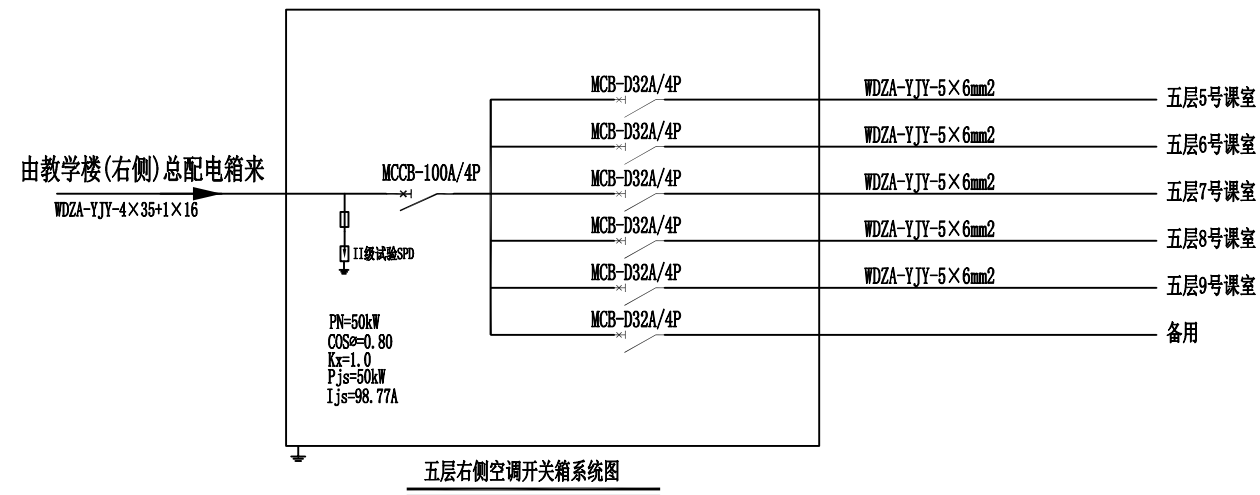 MCB-D32A/4P
WDZA-YJY-5×6mm2
五层5号课室
MCB-D32A/4P
WDZA-YJY-5×6mm2
五层6号课室
由教学楼(右侧)总配电箱来
WDZA-YJY-4×35+1×16
MCCB-100A/4P
MCB-D32A/4P
WDZA-YJY-5×6mm2
五层7号课室
MCB-D32A/4P
WDZA-YJY-5×6mm2
五层8号课室
II级试验SPD
MCB-D32A/4P
WDZA-YJY-5×6mm2
五层9号课室
MCB-D32A/4P
备用
PN=50kW
COSø=0.80
Kx=1.0
Pjs=50kW
Ijs=98.77A
五层右侧空调开关箱系统图